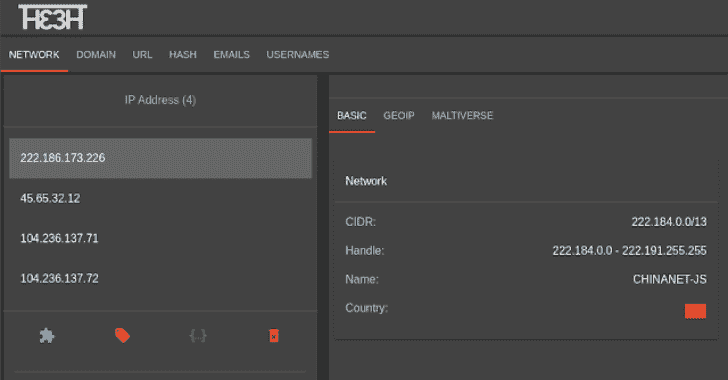 TH3H
NETWORK DOMAIN URL HASH EMAILS USERNAMES
IP Address (4)
222.186.173.226
45.65.32.12
104.236.137.71
104.236.137.72
{..}
BASIC GEOIP MALTIVERSE
Network
CIDR: 222.184.0.0/13
Handle: 222.184.0.0 - 222.191.255.255
Name: CHINANET-JS
Country: